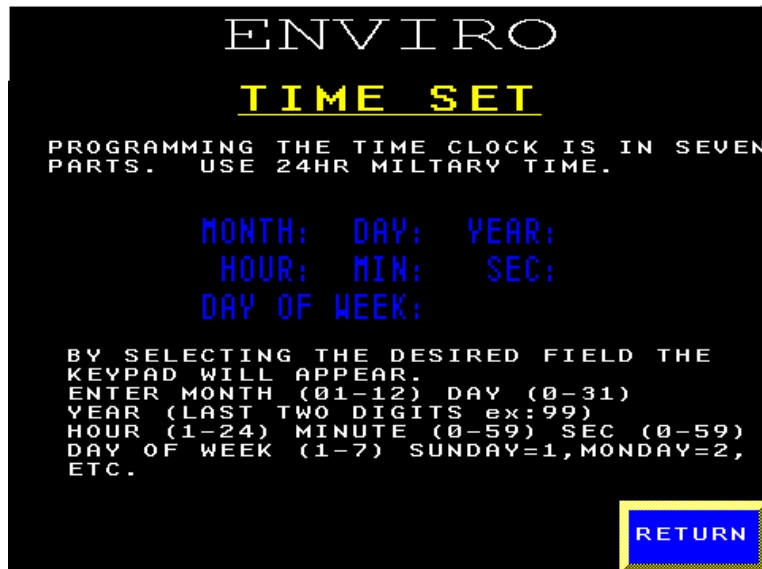 ENVIRO
TIME SET
PROGRAMMING THE TIME CLOCK IS IN SEVEN
PARTS. USE 24HR MILTARY TIME.
MONTH: DAY: YEAR:
HOUR: MIN: SEC:
DAY OF WEEK:
BY SELECTING THE DESIRED FIELD THE
KEYPAD WILL APPEAR.
ENTER MONTH (01-12) DAY (0-31)
YEAR (LAST TWO DIGITS ex:99)
HOUR (1-24) MINUTE (0-59) SEC (0-59)
DAY OF WEEK (1-7) SUNDAY=1,MONDAY=2,
ETC.
RETURN